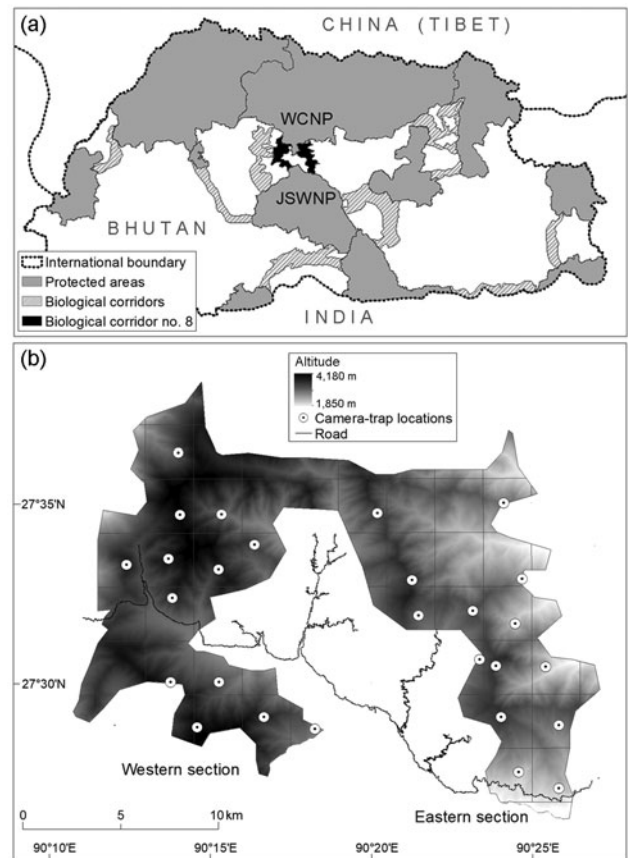 (a)
CHINA (TIBET)
WCNP
JSWNP
BHUTAN
International boundary
Protected areas
Biological corridors
Biological corridor no. 8
INDIA
(b)
Altitude
4,180 m
1,850 m
Camera-trap locations
Road
27°35'N
27°30'N
Western section
Eastern section
0 5 10 km
90°10'E 90°15'E 90°20'E 90°25'E